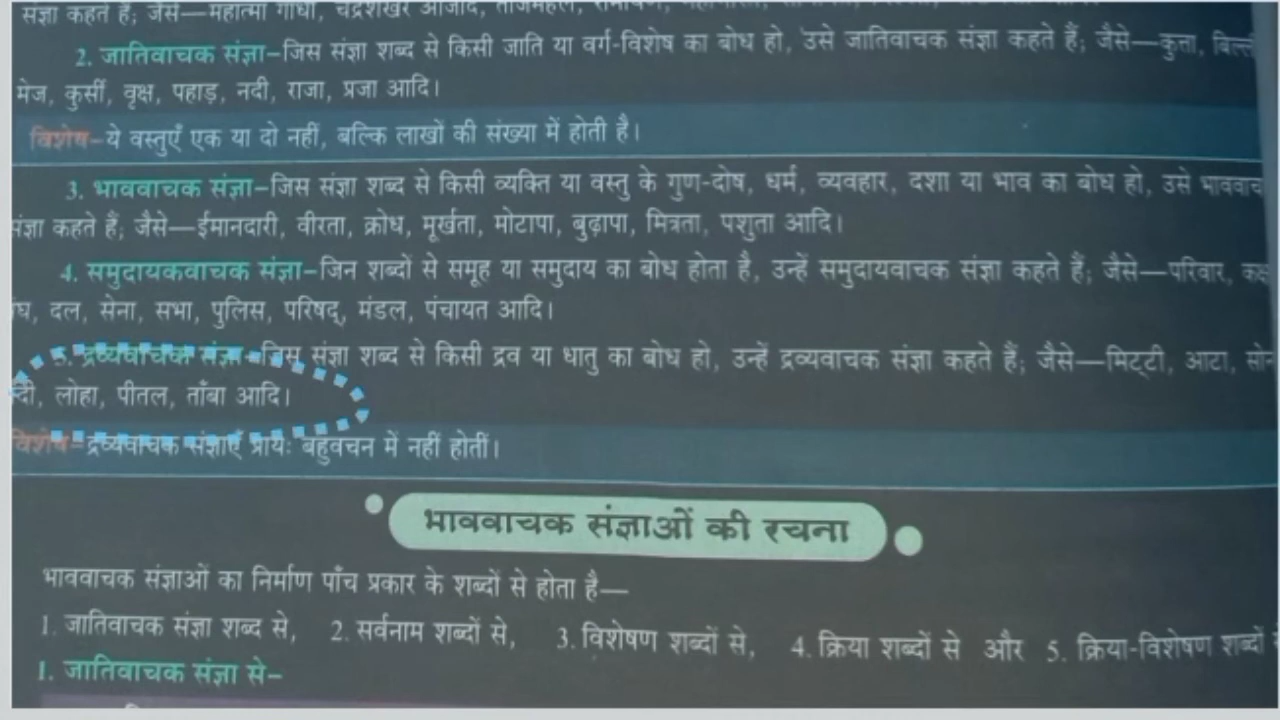 संज्ञा कहते हैं; जैसे—महात्मा गांधी, चंद्रशेखर आजाद, ताजमहल, रामायण,
2. जातिवाचक संज्ञा–जिस संज्ञा शब्द से किसी जाति या वर्ग-विशेष का बोध हो, उसे जातिवाचक संज्ञा कहते हैं; जैसे—कुत्ता,
मेज, कुर्सी, वृक्ष, पहाड़, नदी, राजा, प्रजा आदि।
विशेष–ये वस्तुएँ एक या दो नहीं, बल्कि लाखों की संख्या में होती है।
3. भाववाचक संज्ञा–जिस संज्ञा शब्द से किसी व्यक्ति या वस्तु के गुण-दोष, धर्म, व्यवहार, दशा या भाव का बोध हो, उसे
संज्ञा कहते हैं; जैसे—ईमानदारी, वीरता, क्रोध, मूर्खता, मोटापा, बुढ़ापा, मित्रता, पशुता आदि।
4. समुदायकवाचक संज्ञा–जिन शब्दों से समूह या समुदाय का बोध होता है, उन्हें समुदायवाचक संज्ञा कहते हैं; जैसे—परिवार,
दल, सेना, सभा, पुलिस, परिषद्, मंडल, पंचायत आदि।
5. द्रव्यवाचक संज्ञा–जिस संज्ञा शब्द से किसी द्रव या धातु का बोध हो, उन्हें द्रव्यवाचक संज्ञा कहते हैं; जैसे—मिट्टी, आटा,
लोहा, पीतल, ताँबा आदि।
विशेष–द्रव्यवाचक संज्ञाएँ प्रायः बहुवचन में नहीं होतीं।
भाववाचक संज्ञाओं की रचना
भाववाचक संज्ञाओं का निर्माण पाँच प्रकार के शब्दों से होता है—
1. जातिवाचक संज्ञा शब्द से, 2. सर्वनाम शब्दों से, 3. विशेषण शब्दों से, 4. क्रिया शब्दों से और 5. क्रिया-विशेषण शब्दों
1. जातिवाचक संज्ञा से–